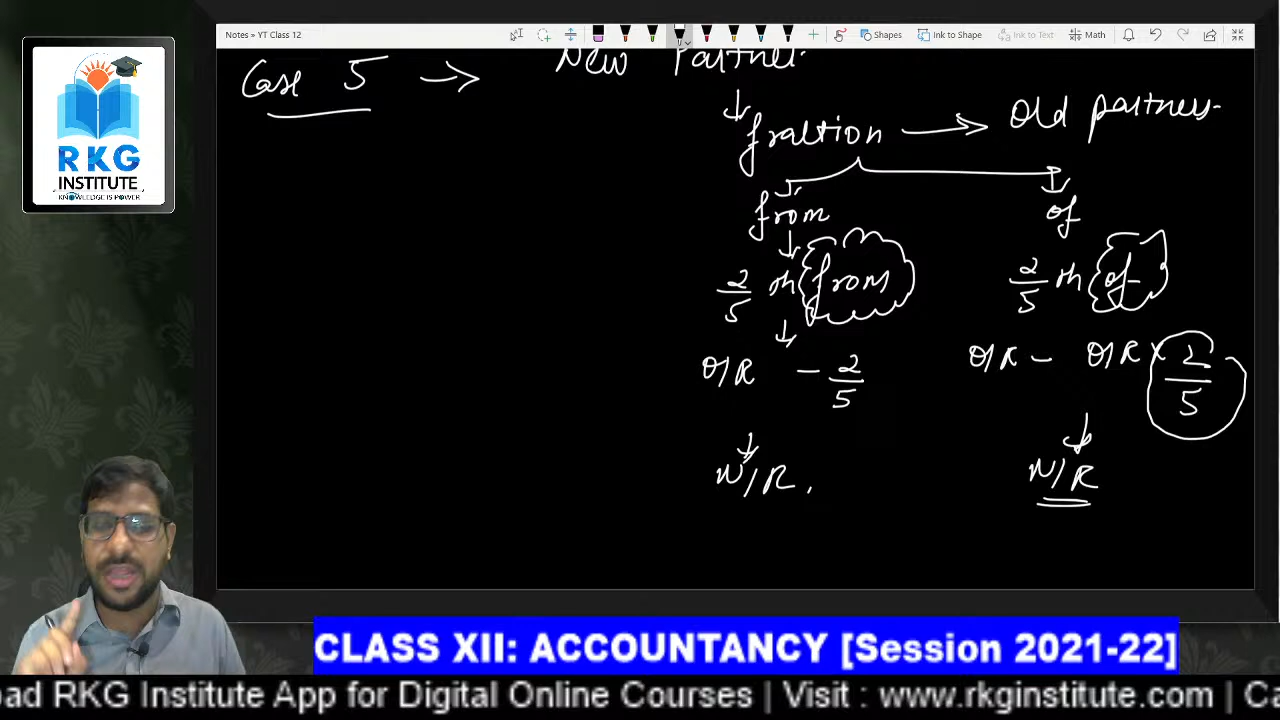 Notes » YT Class 12
Shapes
Ink to Shape
Ink to Text
Math
Case 5 → New Partner
fraction → Old partners
from
of
2/5 th from
2/5 th of
O/R - 2/5
O/R - O/R × 2/5
N/R.
N/R
RKG
INSTITUTE
KNOWLEDGE IS POWER
CLASS XII: ACCOUNTANCY [Session 2021-22]
oad RKG Institute App for Digital Online Courses | Visit : www.rkginstitute.com | Ca